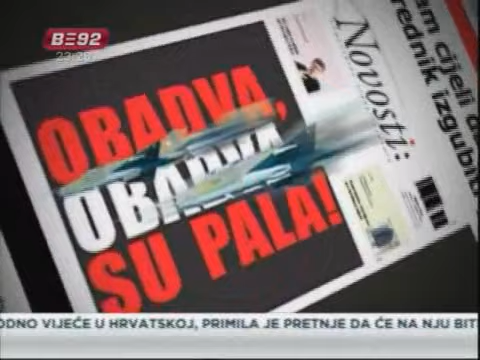 B92
OBADVA,
OBADVA
SU PALA!
Novosti:
am cijeli d
rednik izgubi
ODNO VIJEĆE U HRVATSKOJ, PRIMILA JE PRETNJE DA ĆE NA NJU BIT